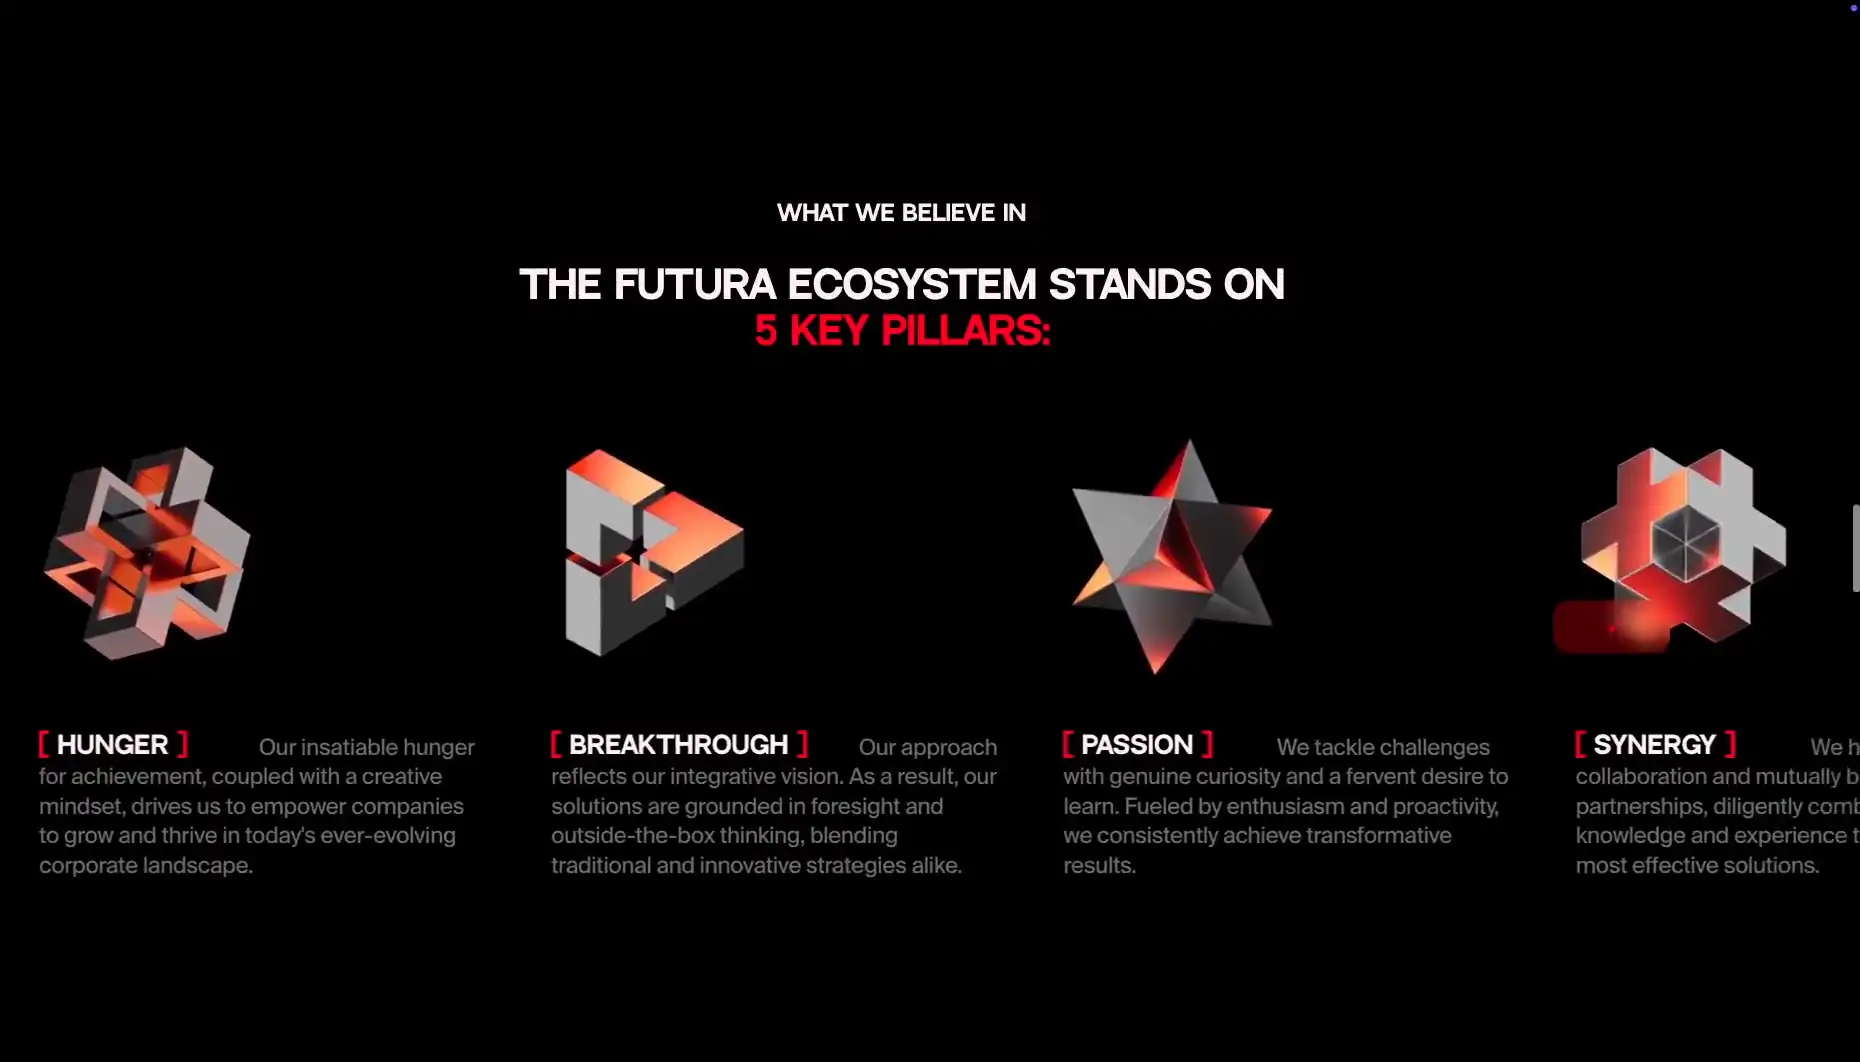 WHAT WE BELIEVE IN
THE FUTURA ECOSYSTEM STANDS ON
5 KEY PILLARS:
[ HUNGER ] Our insatiable hunger
for achievement, coupled with a creative
mindset, drives us to empower companies
to grow and thrive in today's ever-evolving
corporate landscape.
[ BREAKTHROUGH ] Our approach
reflects our integrative vision. As a result, our
solutions are grounded in foresight and
outside-the-box thinking, blending
traditional and innovative strategies alike.
[ PASSION ] We tackle challenges
with genuine curiosity and a fervent desire to
learn. Fueled by enthusiasm and proactivity,
we consistently achieve transformative
results.
[ SYNERGY ] We
collaboration and mutually
partnerships, diligently
knowledge and experience
most effective solutions.